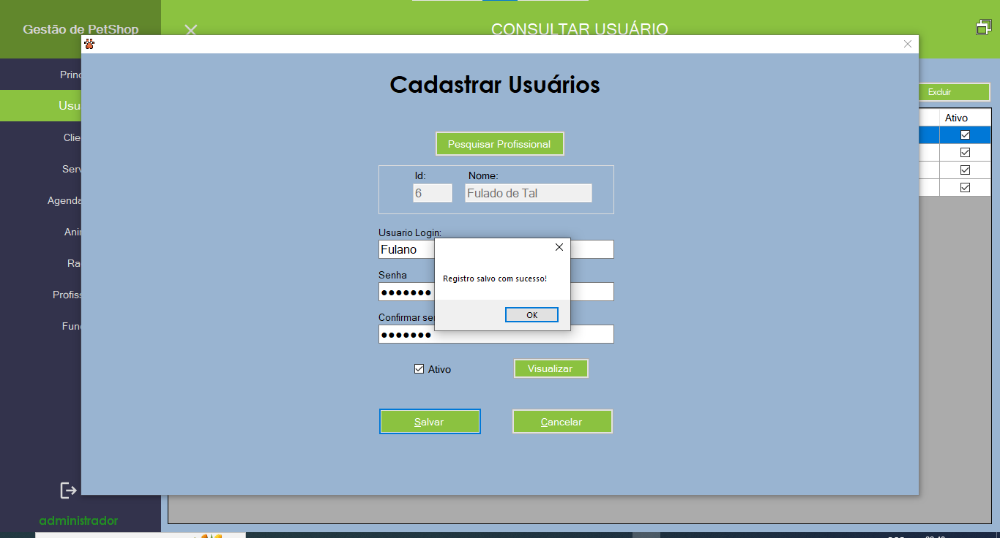 Gestão de PetShop
CONSULTAR USUÁRIO
Cadastrar Usuários
Excluir
Ativo
Pesquisar Profissional
Id:
Nome:
6
Fulado de Tal
Usuario Login:
Fulano
Registro salvo com sucesso!
OK
Senha
●●●●●●●
Confirmar se
●●●●●●●
Ativo
Visualizar
Salvar
Cancelar
Princ
Usu
Clie
Serv
Agenda
Ani
Ra
Profiss
Fun
administrador